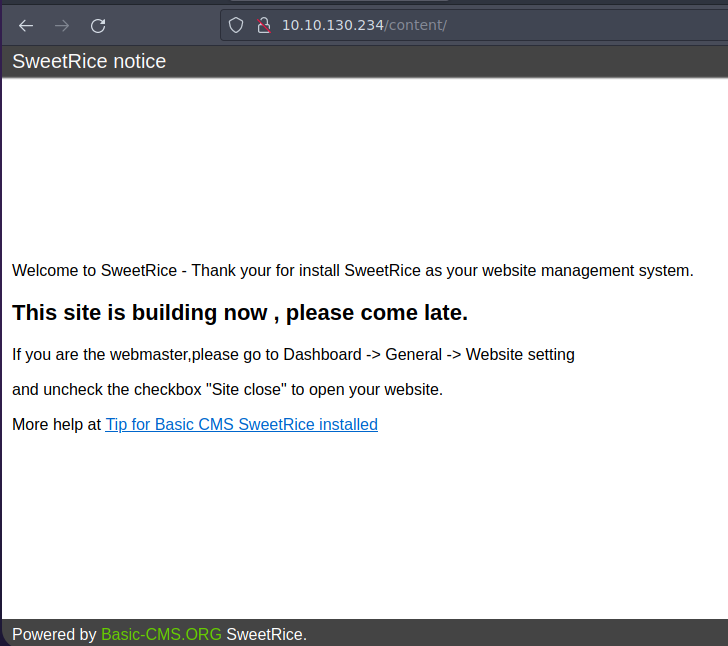 10.10.130.234/content/
SweetRice notice
Welcome to SweetRice - Thank your for install SweetRice as your website management system.
This site is building now , please come late.
If you are the webmaster,please go to Dashboard -> General -> Website setting
and uncheck the checkbox "Site close" to open your website.
More help at Tip for Basic CMS SweetRice installed
Powered by Basic-CMS.ORG SweetRice.